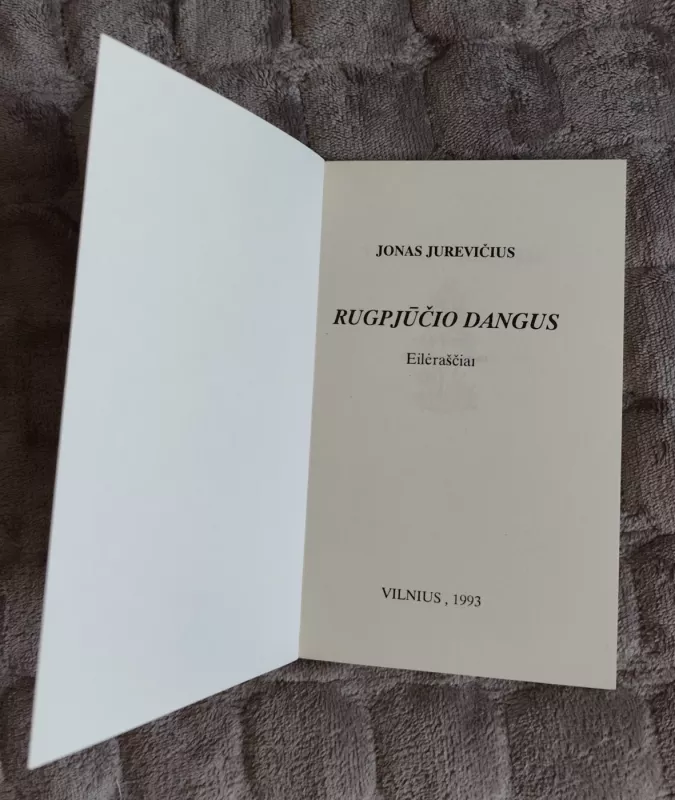 JONAS JUREVIČIUS
RUGPJŪČIO DANGUS
Eilėraščiai
VILNIUS , 1993